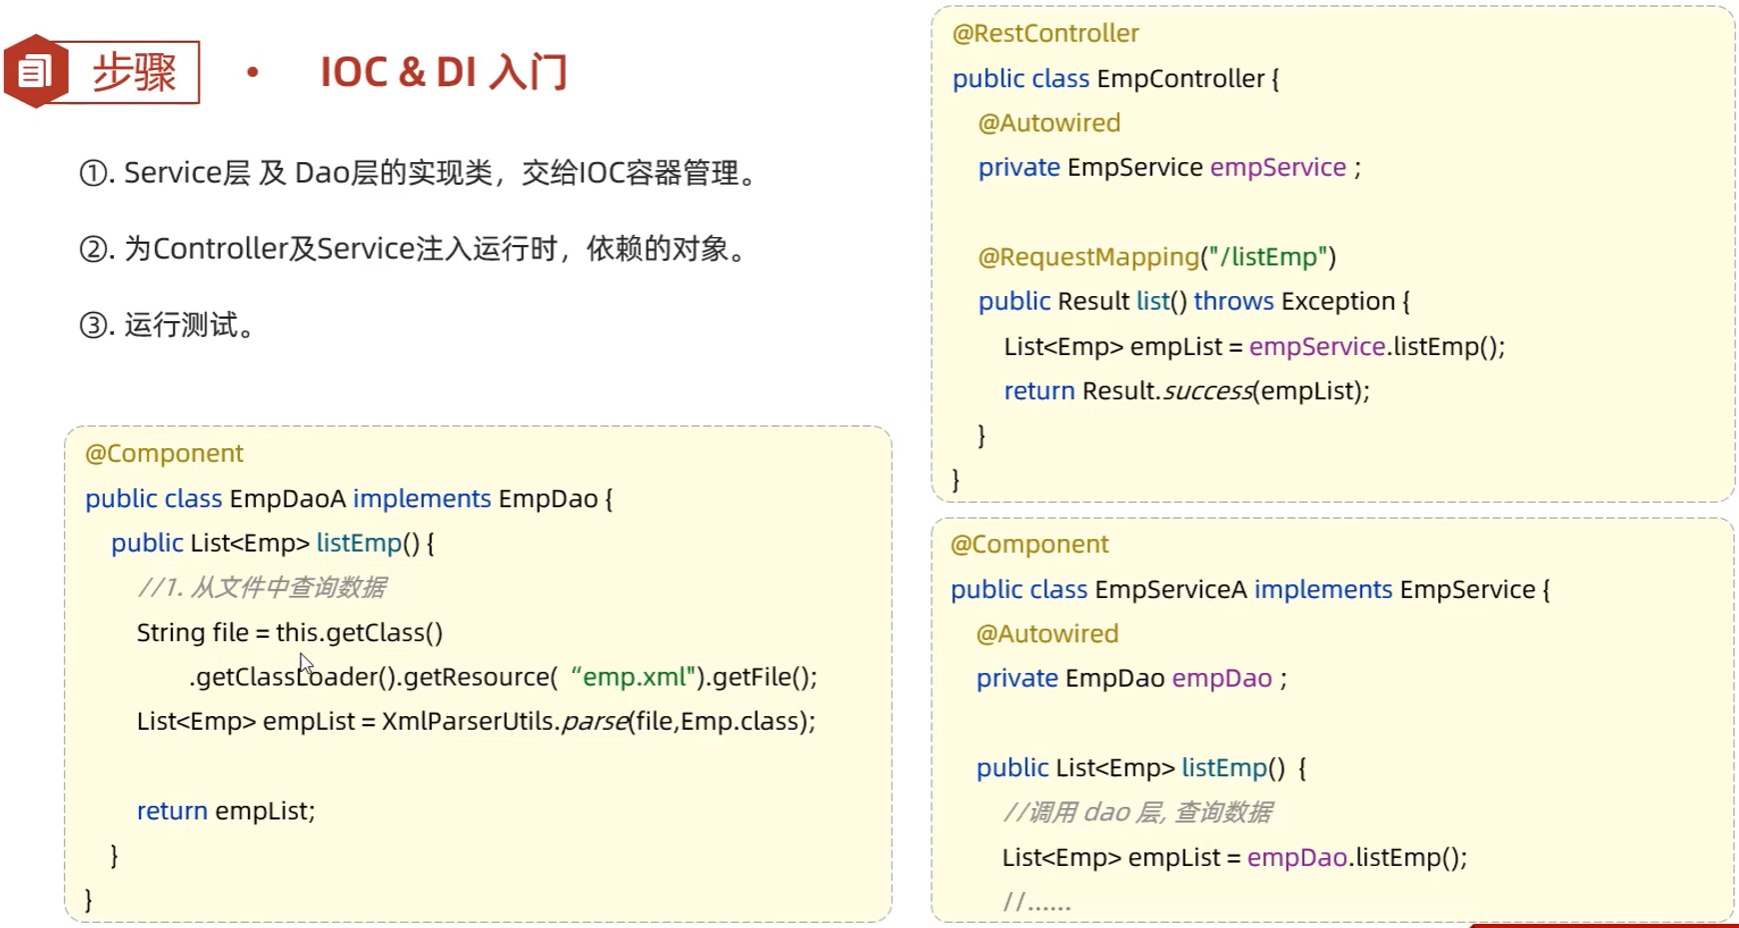 步骤
• IOC & DI 入门
①. Service层 及 Dao层的实现类，交给IOC容器管理。
②. 为Controller及Service注入运行时，依赖的对象。
③. 运行测试。
@Component
public class EmpDaoA implements EmpDao {
public List<Emp> listEmp() {
//1. 从文件中查询数据
String file = this.getClass()
.getClassLoader().getResource( “emp.xml").getFile();
List<Emp> empList = XmlParserUtils.parse(file,Emp.class);
return empList;
}
}
@RestController
public class EmpController {
@Autowired
private EmpService empService ;
@RequestMapping("/listEmp")
public Result list() throws Exception {
List<Emp> empList = empService.listEmp();
return Result.success(empList);
}
}
@Component
public class EmpServiceA implements EmpService {
@Autowired
private EmpDao empDao ;
public List<Emp> listEmp() {
//调用 dao 层, 查询数据
List<Emp> empList = empDao.listEmp();
//......